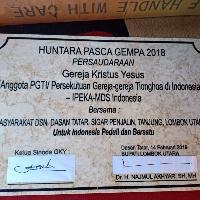 HANDLE WITH CARE
HUNTARA PASCA GEMPA 2018
PERSAUDARAAN
Gereja Kristus Yesus
Anggota PGTI/ Persekutuan Gereja-gereja Tionghoa di Indonesia
- IPEKA-MDS Indonesia
Bersama :
MASYARAKAT DSN. DASAN TATAR, SIGAR PENJALIN, TANJUNG, LOMBOK UTARA
Untuk Indonesia Peduli dan Bersatu
Dasan Tatar, 14 Februari 2019
Ketua Sinode GKY:
BUPATI LOMBOK UTARA
Dr. H. NAJMUL AKHYAR, SH, MH